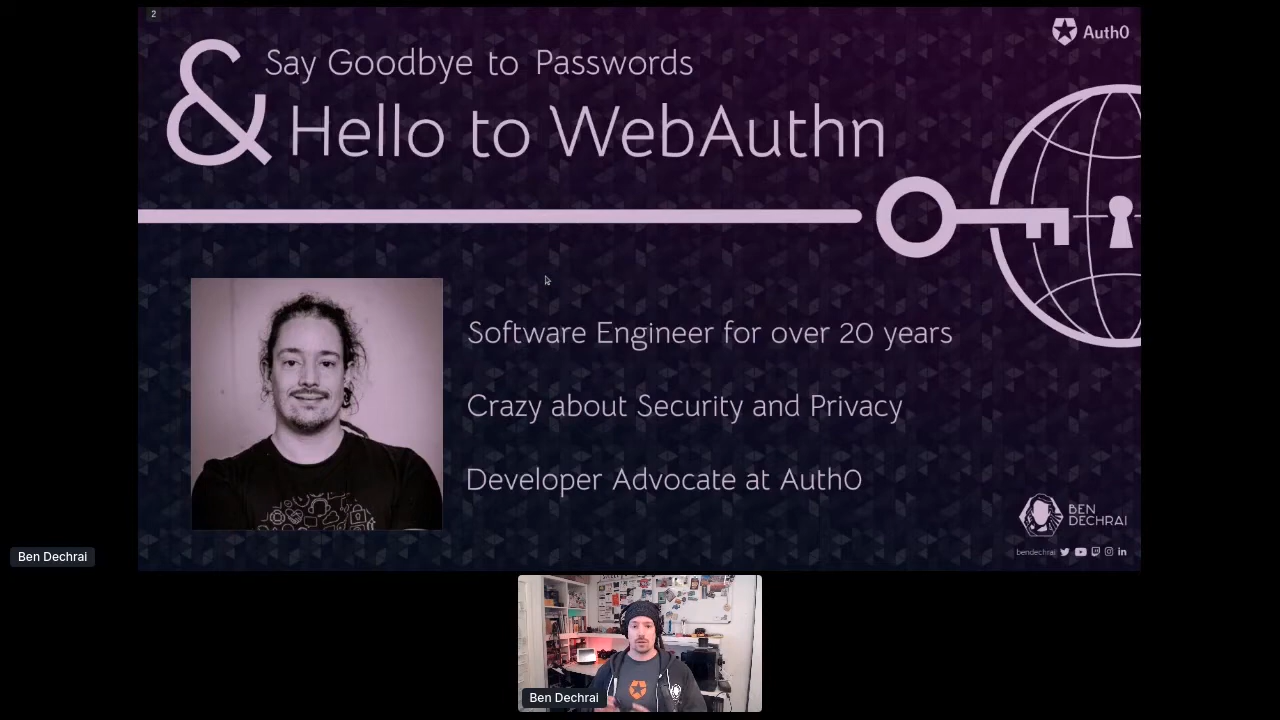 2
Auth0
Say Goodbye to Passwords
& Hello to WebAuthn
Software Engineer for over 20 years
Crazy about Security and Privacy
Developer Advocate at Auth0
BEN
DECHRAI
bendechrai
Ben Dechrai
Ben Dechrai